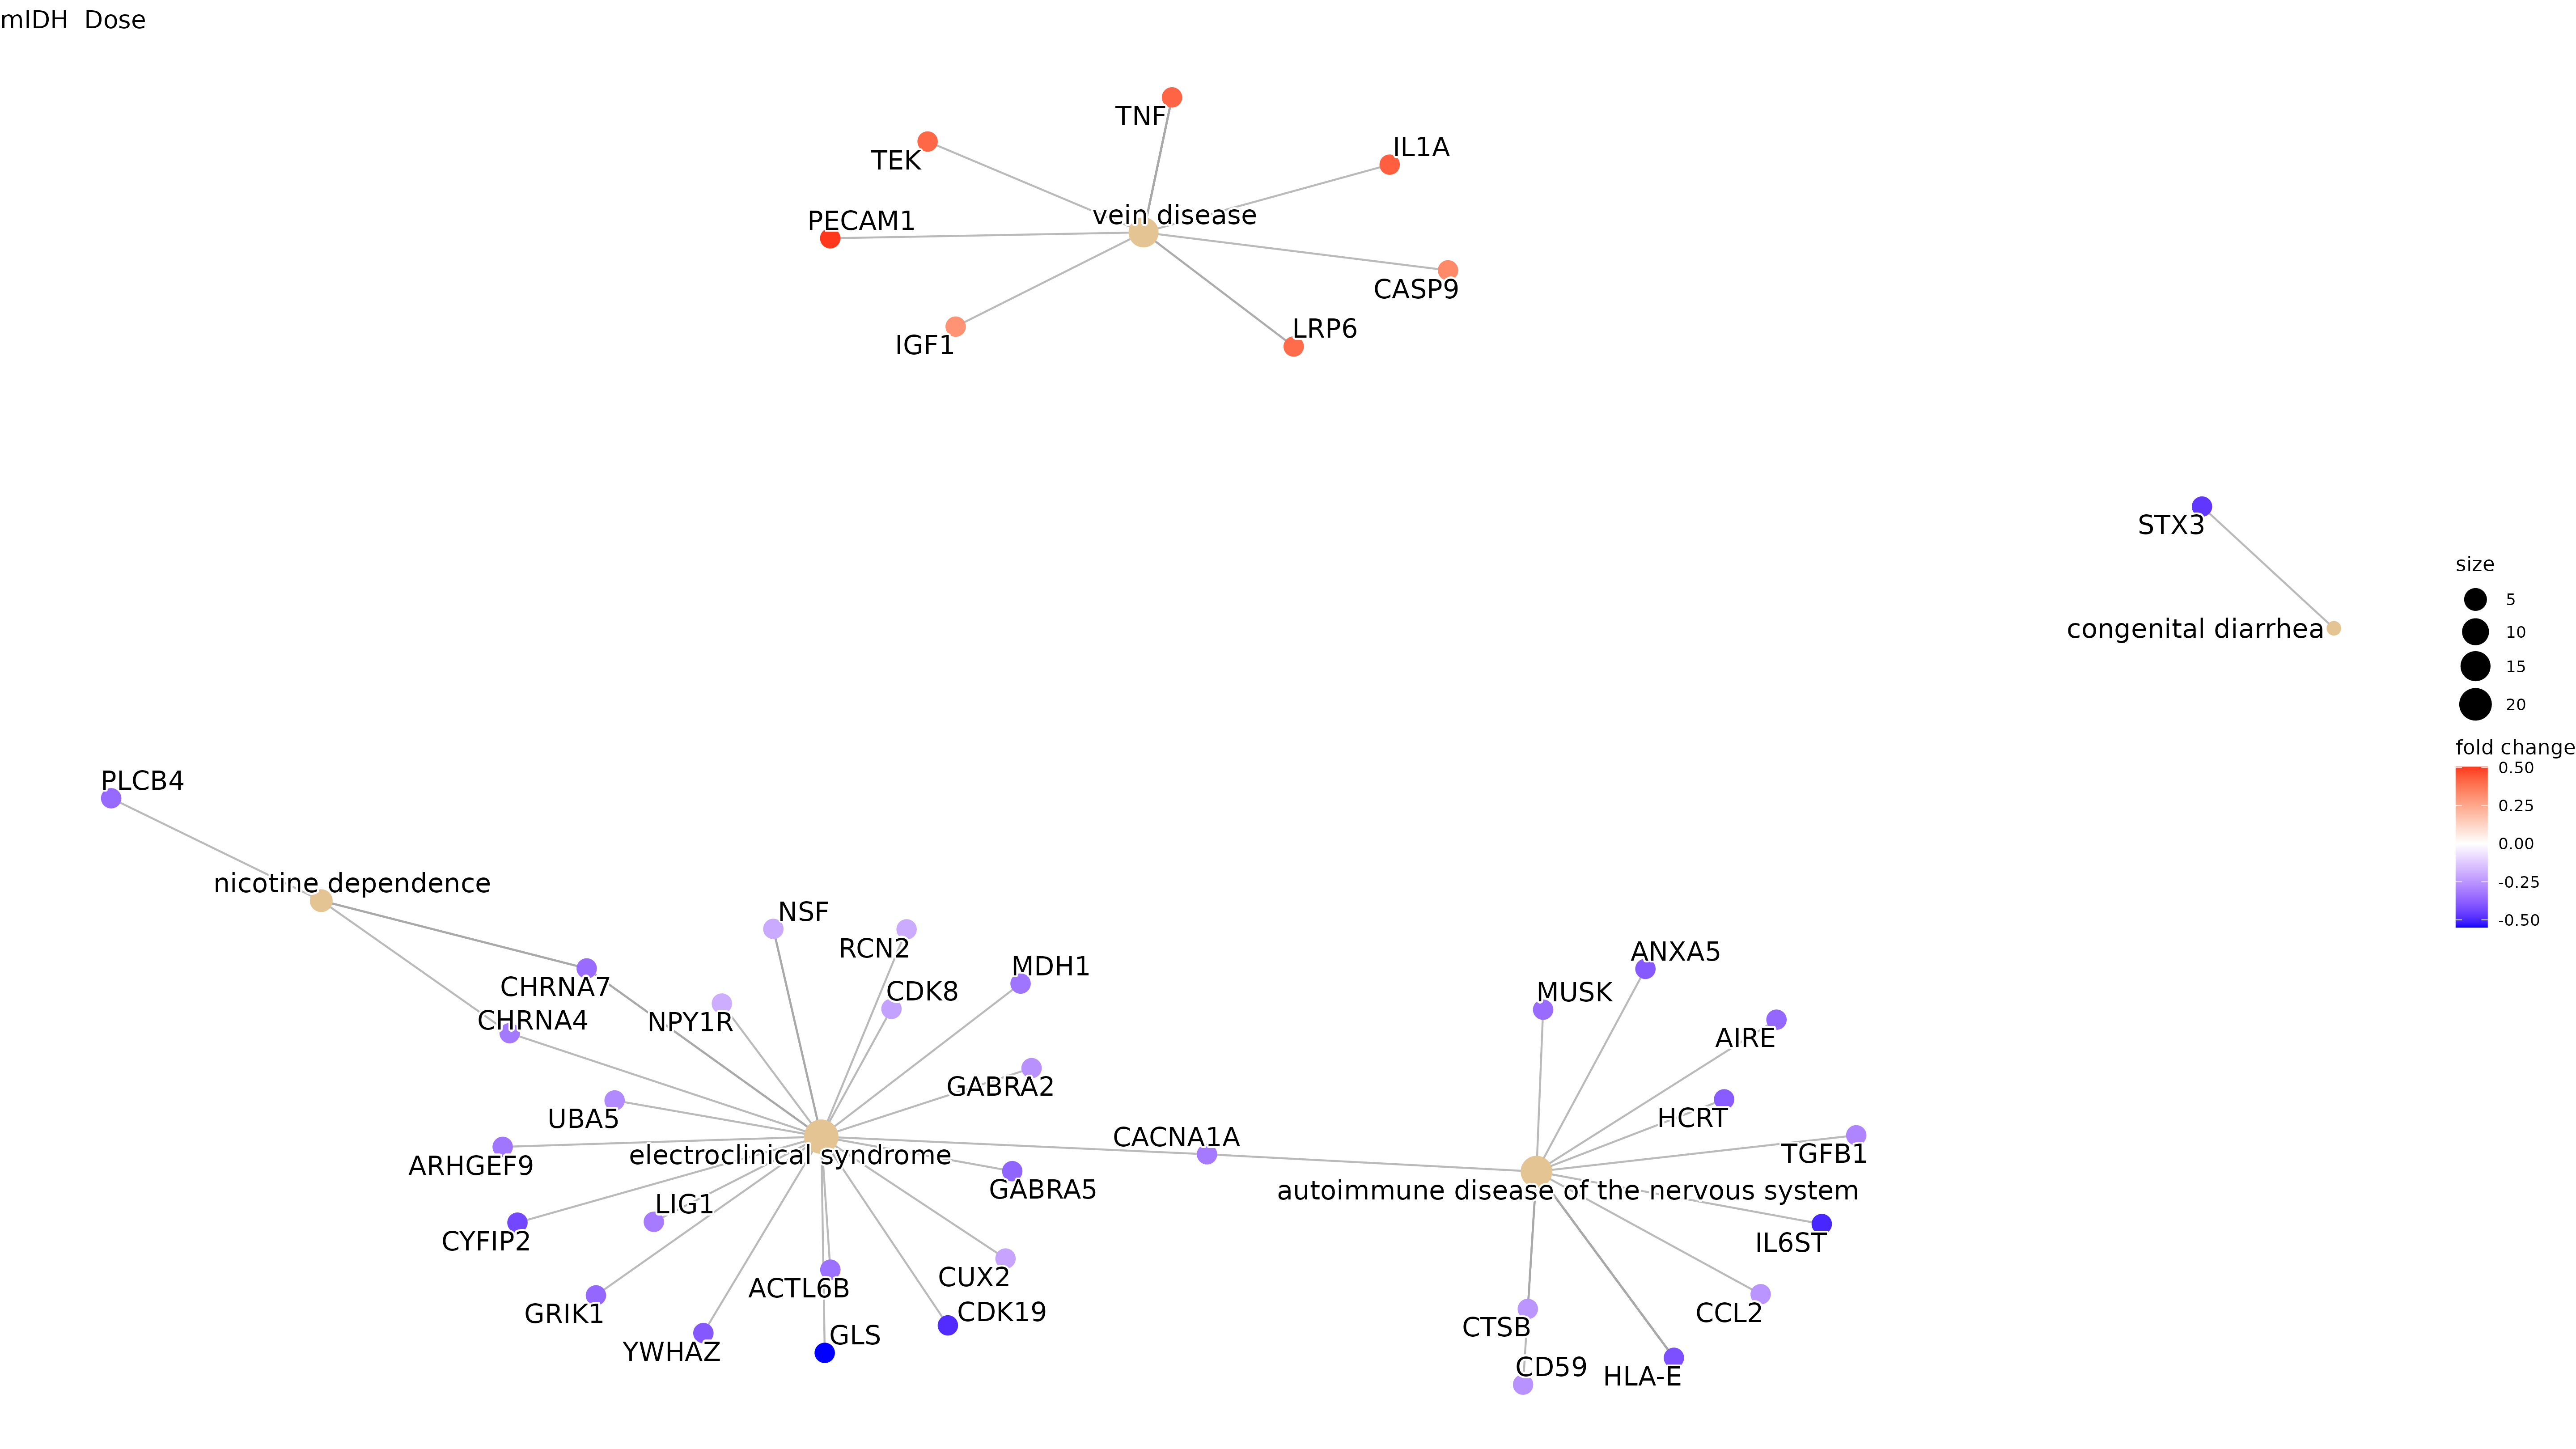 mIDH  Dose
TNF
IL1A
TEK
vein disease
PECAM1
CASP9
LRP6
IGF1
STX3
congenital diarrhea
size
5
10
15
20
fold change
0.50
0.25
0.00
-0.25
-0.50
PLCB4
nicotine dependence
NSF
RCN2
MDH1
CHRNA7
CDK8
CHRNA4
NPY1R
GABRA2
UBA5
CACNA1A
electroclinical syndrome
ARHGEF9
GABRA5
LIG1
CYFIP2
CUX2
ACTL6B
GRIK1
CDK19
GLS
YWHAZ
ANXA5
MUSK
AIRE
HCRT
TGFB1
autoimmune disease of the nervous system
IL6ST
CCL2
CTSB
CD59
HLA-E